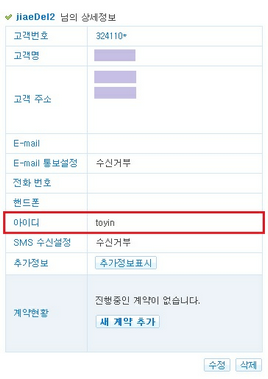 jiaeDel2 님의 상세정보
고객번호 324110*
고객명
고객 주소
E-mail
E-mail 통보설정 수신거부
전화 번호
핸드폰
아이디 toyin
SMS 수신설정 수신거부
추가정보 추가정보표시
진행중인 계약이 없습니다.
계약현황
새 계약 추가
수정 삭제